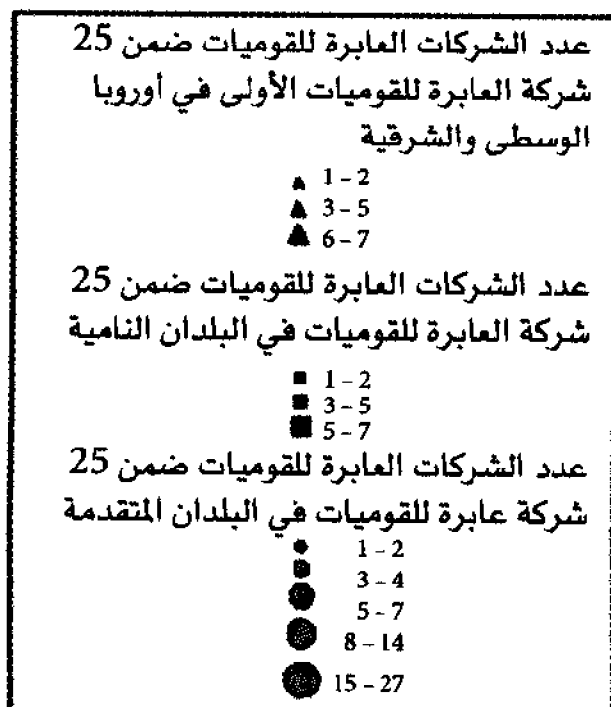 عدد الشركات العابرة للقوميات ضمن 25
شركة العابرة للقوميات الأولى في أوروبا
الوسطى والشرقية
1 – 2
3 – 5
6 – 7
عدد الشركات العابرة للقوميات ضمن 25
شركة العابرة للقوميات في البلدان النامية
1 – 2
3 – 5
5 – 7
عدد الشركات العابرة للقوميات ضمن 25
شركة عابرة للقوميات في البلدان المتقدمة
1 – 2
3 – 4
5 – 7
8 – 14
15 – 27